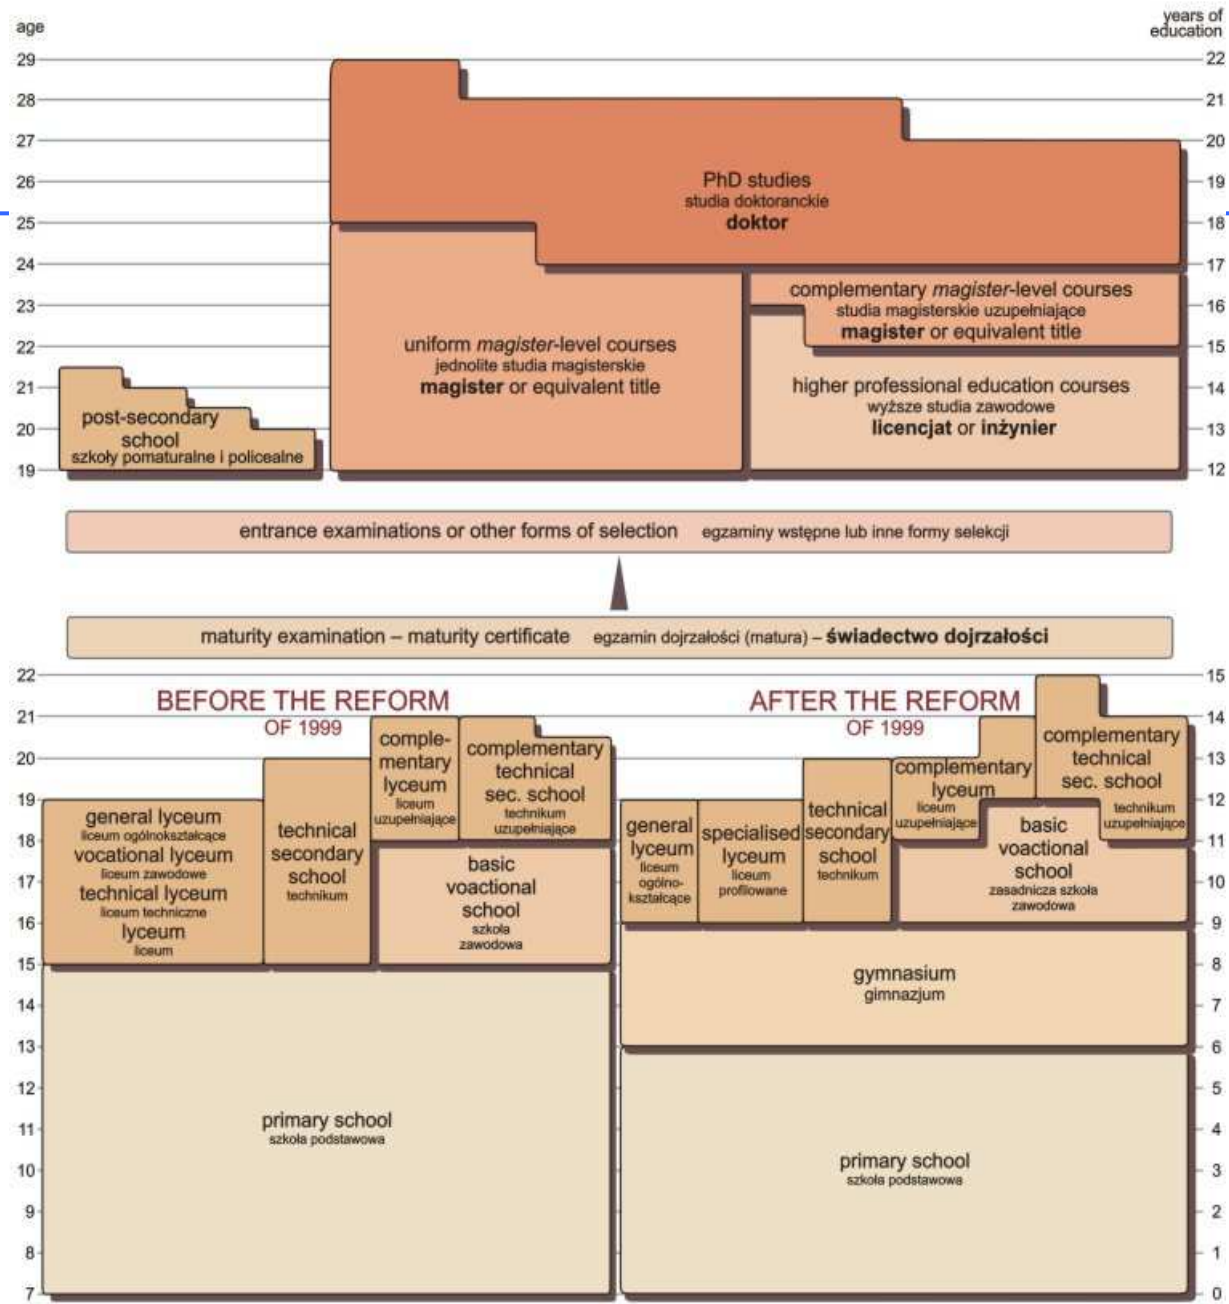 age
years of
education
29
28
27
26
25
24
23
22
21
20
19
22
21
20
19
18
17
16
15
14
13
12
PhD studies
studia doktoranckie
doktor
uniform magister-level courses
jednolite studia magisterskie
magister or equivalent title
complementary magister-level courses
studia magisterskie uzupełniające
magister or equivalent title
higher professional education courses
wyższe studia zawodowe
licencjat or inżynier
post-secondary
school
szkoły pomaturalne i policealne
entrance examinations or other forms of selection egzaminy wstępne lub inne formy selekcji
maturity examination – maturity certificate egzamin dojrzałości (matura) – świadectwo dojrzałości
22
21
20
19
18
17
16
15
14
13
12
11
10
9
8
7
BEFORE THE REFORM
OF 1999
general lyceum
liceum ogólnokształcące
vocational lyceum
liceum zawodowe
technical lyceum
liceum techniczne
lyceum
liceum
technical
secondary
school
technikum
comple-
mentary
lyceum
liceum
uzupełniające
complementary
technical
sec. school
technikum
uzupełniające
basic
voactional
school
szkoła
zawodowa
primary school
szkoła podstawowa
AFTER THE REFORM
OF 1999
general
lyceum
liceum
ogólno-
kształcące
specialised
lyceum
liceum
profilowane
technical
secondary
school
technikum
complementary
lyceum
liceum
uzupełniające
complementary
technical
sec. school
technikum
uzupełniające
basic
voactional
school
zasadnicza szkoła
zawodowa
gymnasium
gimnazjum
primary school
szkoła podstawowa
15
14
13
12
11
10
9
8
7
6
5
4
3
2
1
0